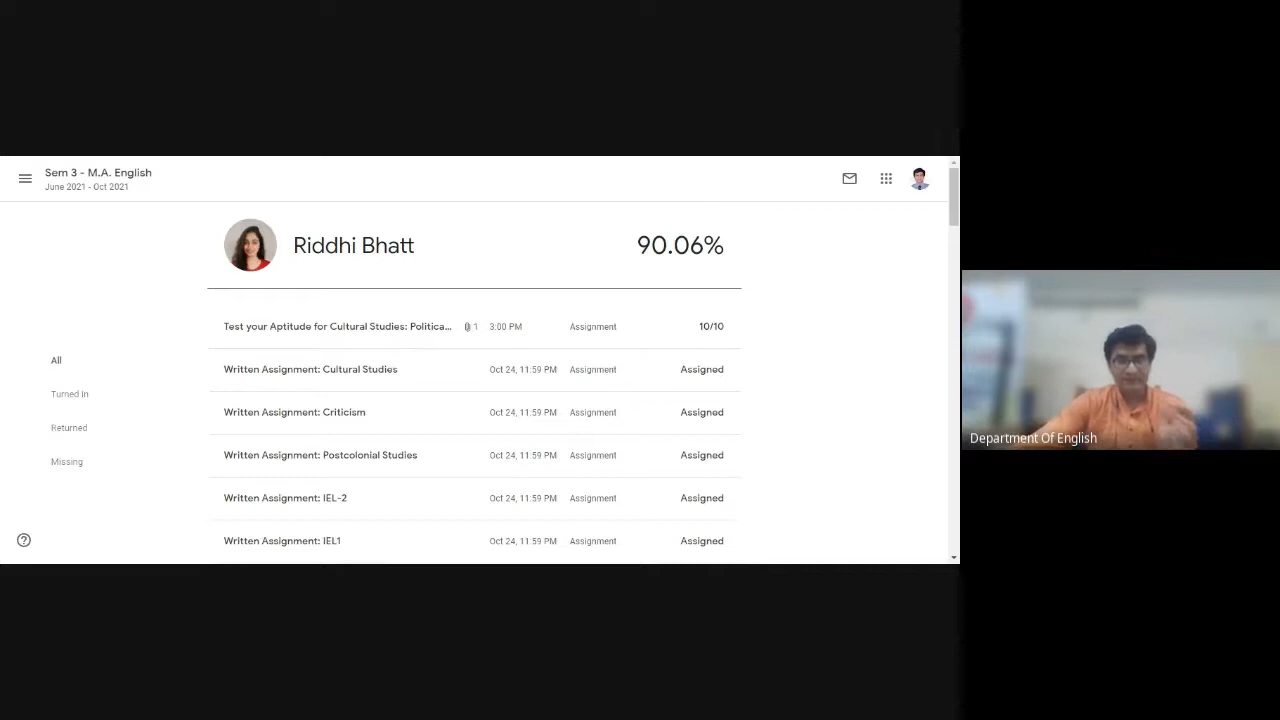 Sem 3 - M.A. English
June 2021 - Oct 2021
Riddhi Bhatt 90.06%
Test your Aptitude for Cultural Studies: Politica... 1 3:00 PM Assignment 10/10
All
Written Assignment: Cultural Studies Oct 24, 11:59 PM Assignment Assigned
Turned in
Written Assignment: Criticism Oct 24, 11:59 PM Assignment Assigned
Returned
Written Assignment: Postcolonial Studies Oct 24, 11:59 PM Assignment Assigned
Missing
Written Assignment: IEL-2 Oct 24, 11:59 PM Assignment Assigned
Written Assignment: IEL1 Oct 24, 11:59 PM Assignment Assigned
Department Of English